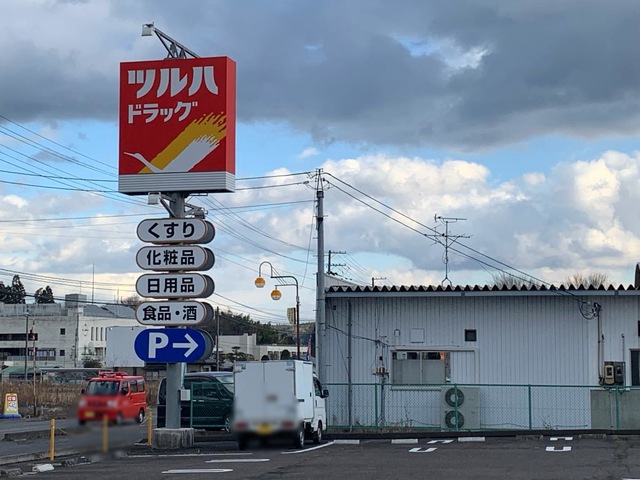 ツルハ
ドラッグ
くすり
化粧品
日用品
食品・酒
P→